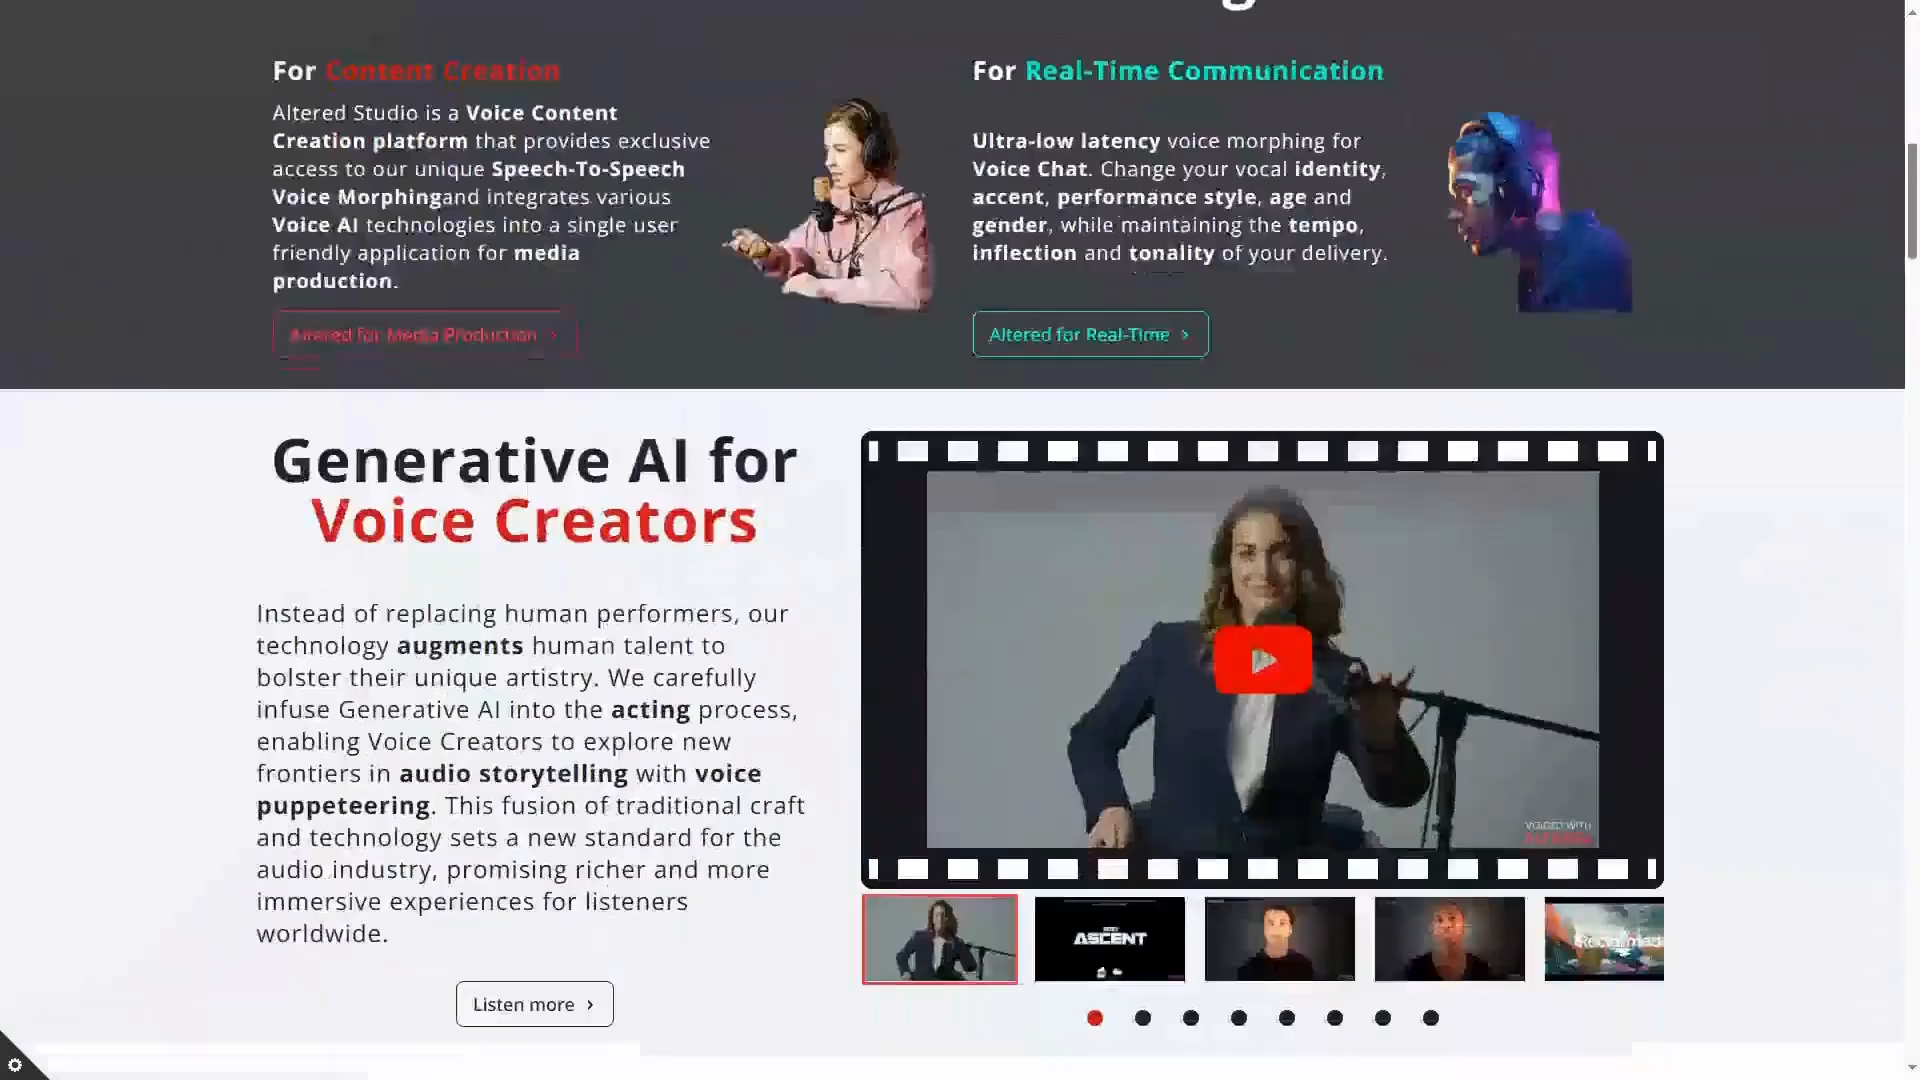 For Content Creation
Altered Studio is a Voice Content
Creation platform that provides exclusive
access to our unique Speech-To-Speech
Voice Morphingand integrates various
Voice AI technologies into a single user
friendly application for media
production.
Altered for Media Production
For Real-Time Communication
Ultra-low latency voice morphing for
Voice Chat. Change your vocal identity,
accent, performance style, age and
gender, while maintaining the tempo,
inflection and tonality of your delivery.
Altered for Real-Time
Generative AI for
Voice Creators
Instead of replacing human performers, our
technology augments human talent to
bolster their unique artistry. We carefully
infuse Generative AI into the acting process,
enabling Voice Creators to explore new
frontiers in audio storytelling with voice
puppeteering. This fusion of traditional craft
and technology sets a new standard for the
audio industry, promising richer and more
immersive experiences for listeners
worldwide.
Listen more
VOICED WITH
ALTERED
ASCENT